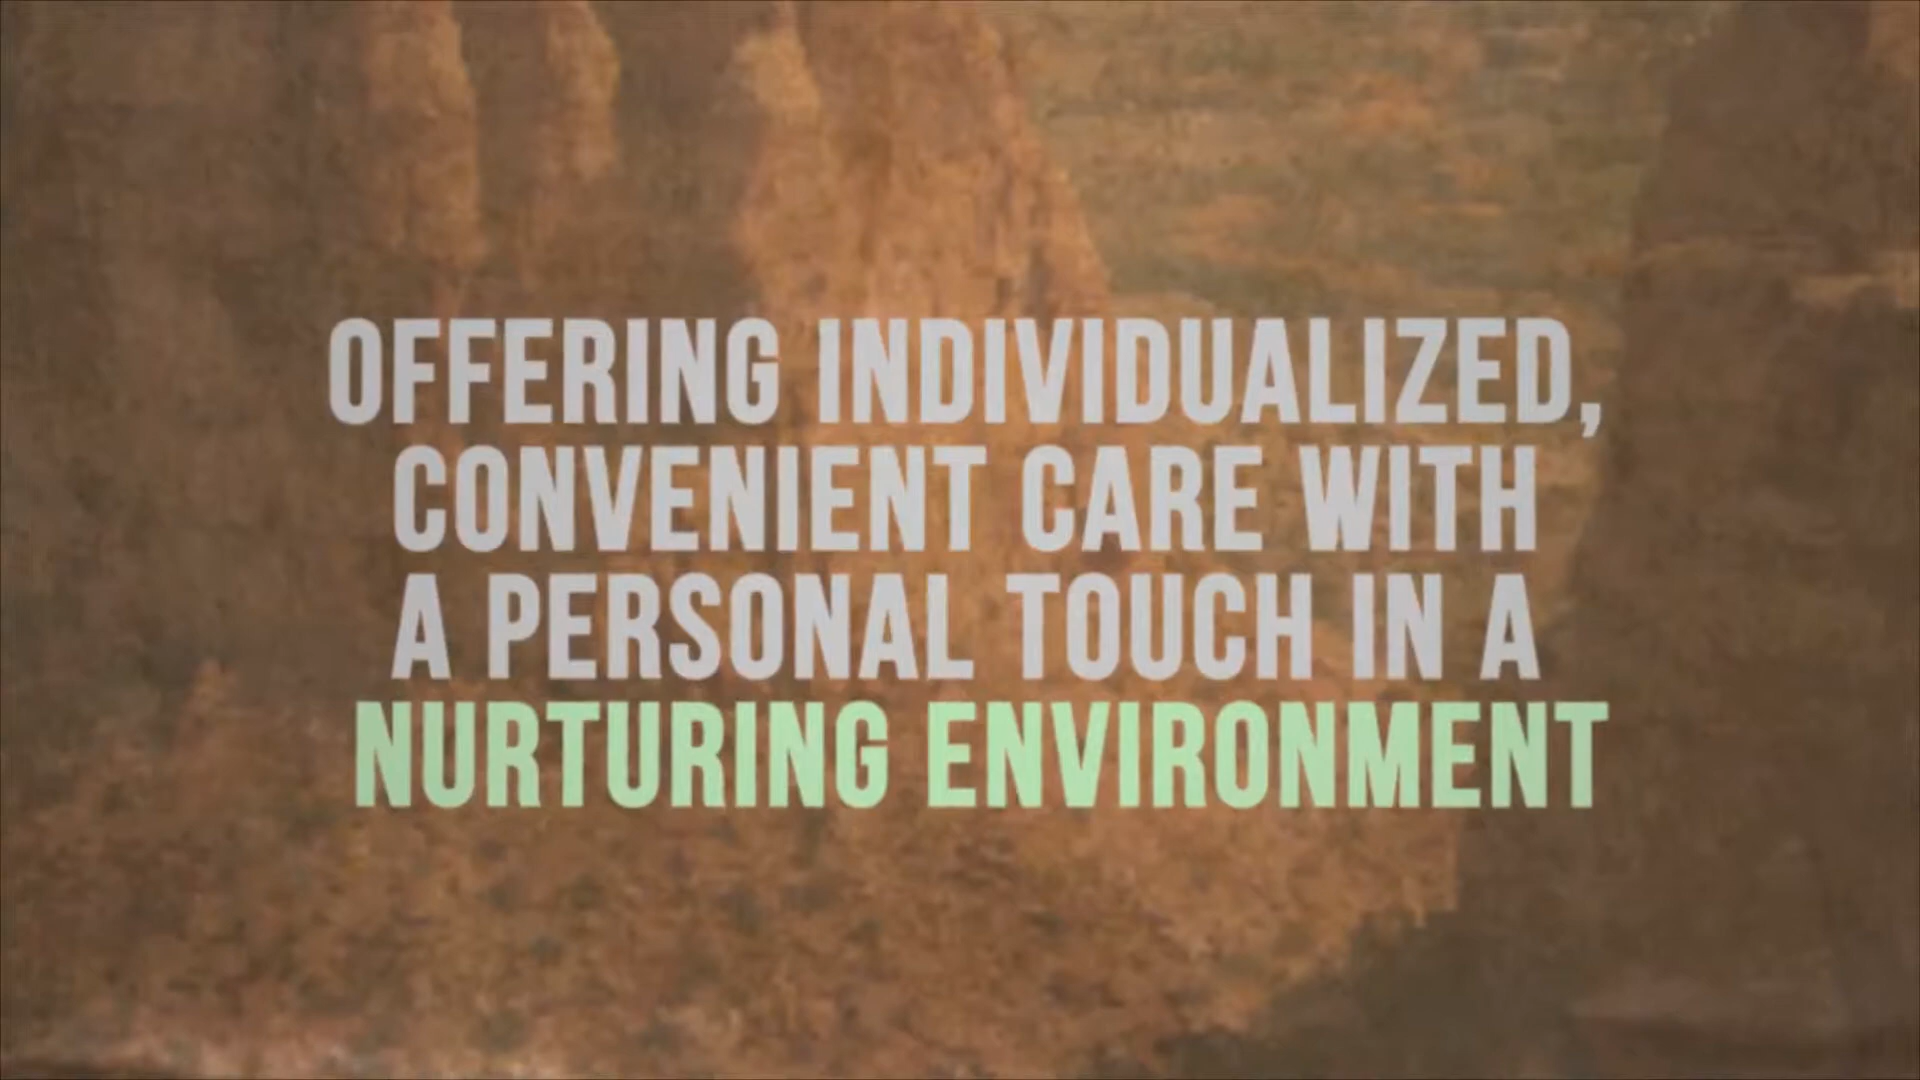 OFFERING INDIVIDUALIZED,
CONVENIENT CARE WITH
A PERSONAL TOUCH IN A
NURTURING ENVIRONMENT